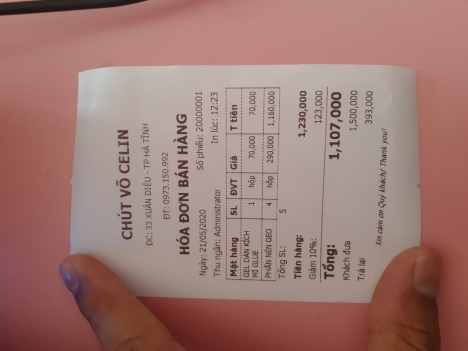 CHÚT VÕ CELIN
ĐC: 33 XUÂN DIỆU - TP HÀ TĨNH
ĐT: 0973.150.992
HÓA ĐƠN BÁN HÀNG
Ngày: 21/05/2020 Số phiếu: 20000001
Thu ngân: Administrator In lúc: 12:23
Mặt hàng SL ĐVT Giá T tiền
GEL DAN KICH MI GLUE 1 hộp 70,000 70,000
PHẤN NÉN GEO 4 hộp 290,000 1,160,000
Tổng SL: 5
Tiền hàng: 1,230,000
Giảm 10%: 123,000
Tổng: 1,107,000
Khách đưa 1,500,000
Trả lại 393,000
Xin cảm ơn Quý khách/ Thank you!